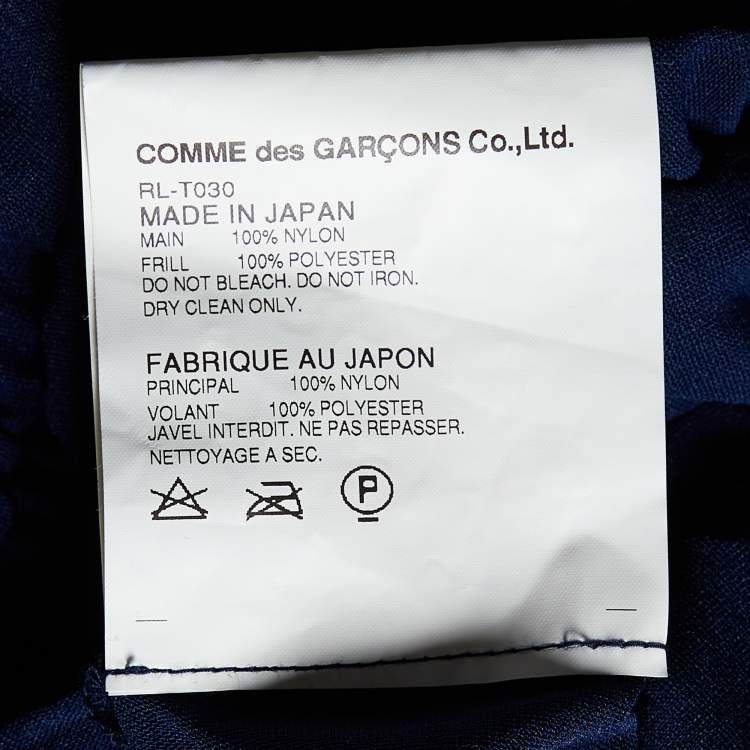 COMME des GARÇONS Co.,Ltd.
RL-T030
MADE IN JAPAN
MAIN 100% NYLON
FRILL 100% POLYESTER
DO NOT BLEACH. DO NOT IRON.
DRY CLEAN ONLY.
FABRIQUE AU JAPON
PRINCIPAL 100% NYLON
VOLANT 100% POLYESTER
JAVEL INTERDIT. NE PAS REPASSER.
NETTOYAGE A SEC.
P